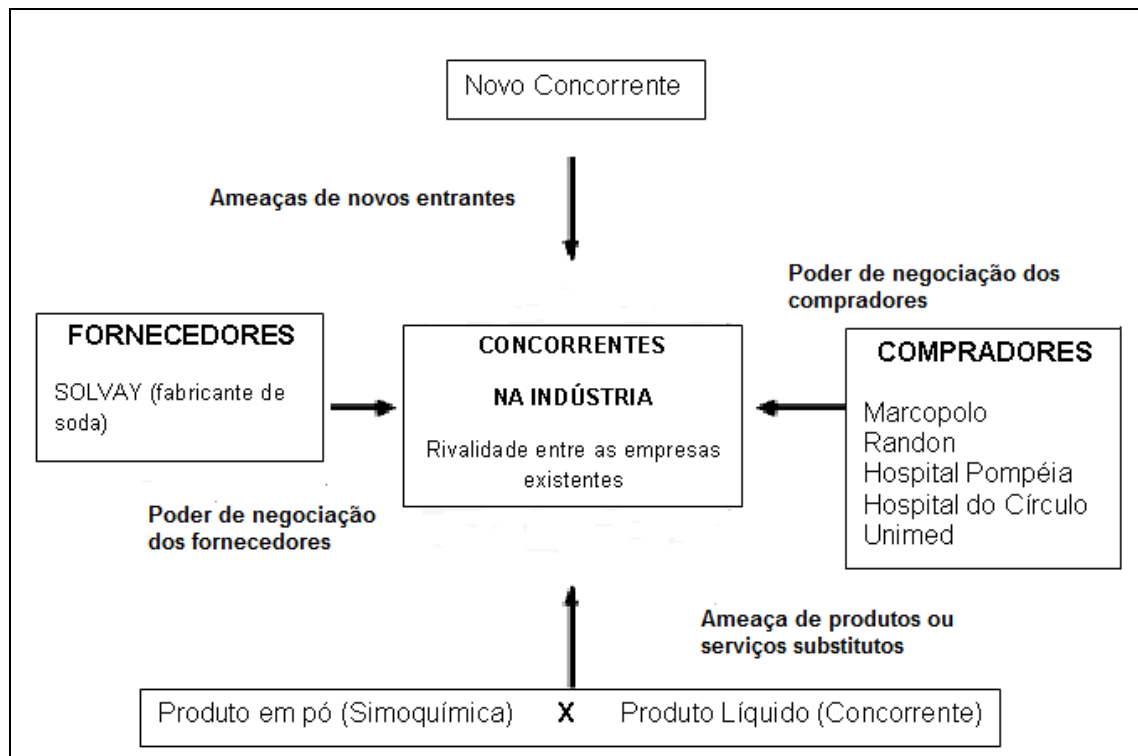 Novo Concorrente
Ameaças de novos entrantes
Poder de negociação dos
compradores
FORNECEDORES
SOLVAY (fabricante de
soda)
CONCORRENTES
NA INDÚSTRIA
Rivalidade entre as empresas
existentes
COMPRADORES
Marcopolo
Randon
Hospital Pompéia
Hospital do Círculo
Unimed
Poder de negociação
dos fornecedores
Ameaça de produtos ou
serviços substitutos
Produto em pó (Simoquímica) X Produto Líquido (Concorrente)